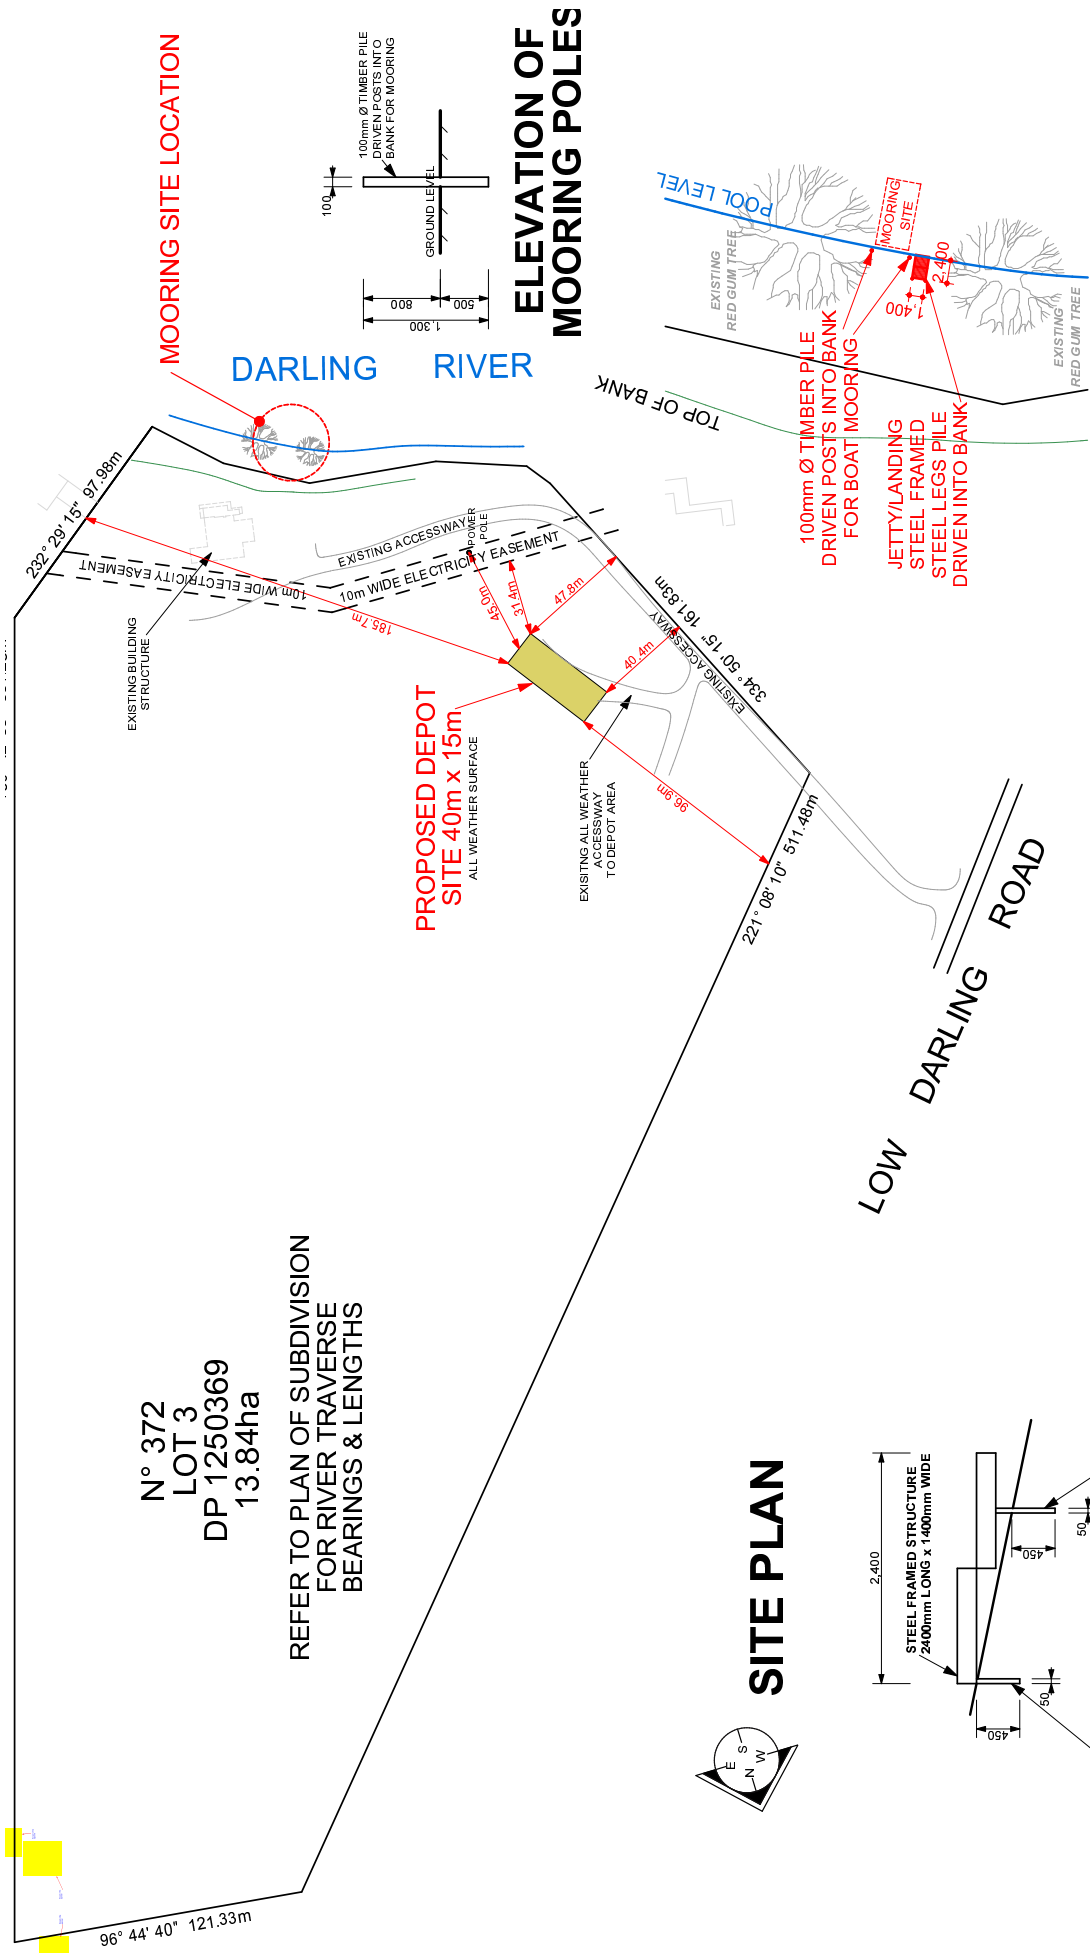 MOORING SITE LOCATION
100mm Ø TIMBER PILE
DRIVEN POSTS INTO
BANK FOR MOORING
100
GROUND LEVEL
800
500
1,300
ELEVATION OF
MOORING POLES
DARLING RIVER
POOL LEVEL
MOORING
SITE
EXISTING
RED GUM TREE
2,400
1,400
EXISTING
RED GUM TREE
TOP OF BANK
100mm Ø TIMBER PILE
DRIVEN POSTS INTO BANK
FOR BOAT MOORING
JETTY/LANDING
STEEL FRAMED
STEEL LEGS PILE
DRIVEN INTO BANK
232° 29' 15" 97.98m
10m WIDE ELECTRICITY EASEMENT
EXISTING ACCESSWAY
POWER
POLE
10m WIDE ELECTRICITY EASEMENT
EXISTING BUILDING
STRUCTURE
185.7m
45.0m
31.4m
47.8m
40.4m
334° 50' 15" 161.83m
EXISTING ACCESSWAY
PROPOSED DEPOT
SITE 40m x 15m
ALL WEATHER SURFACE
EXISITNG ALL WEATHER
ACCESSWAY
TO DEPOT AREA
96.9m
221° 08' 10" 511.48m
LOW DARLING ROAD
N° 372
LOT 3
DP 1250369
13.84ha
REFER TO PLAN OF SUBDIVISION
FOR RIVER TRAVERSE
BEARINGS & LENGTHS
96° 44' 40" 121.33m
SITE PLAN
E
S
N
W
2,400
STEEL FRAMED STRUCTURE
2400mm LONG x 1400mm WIDE
450
50
450
50